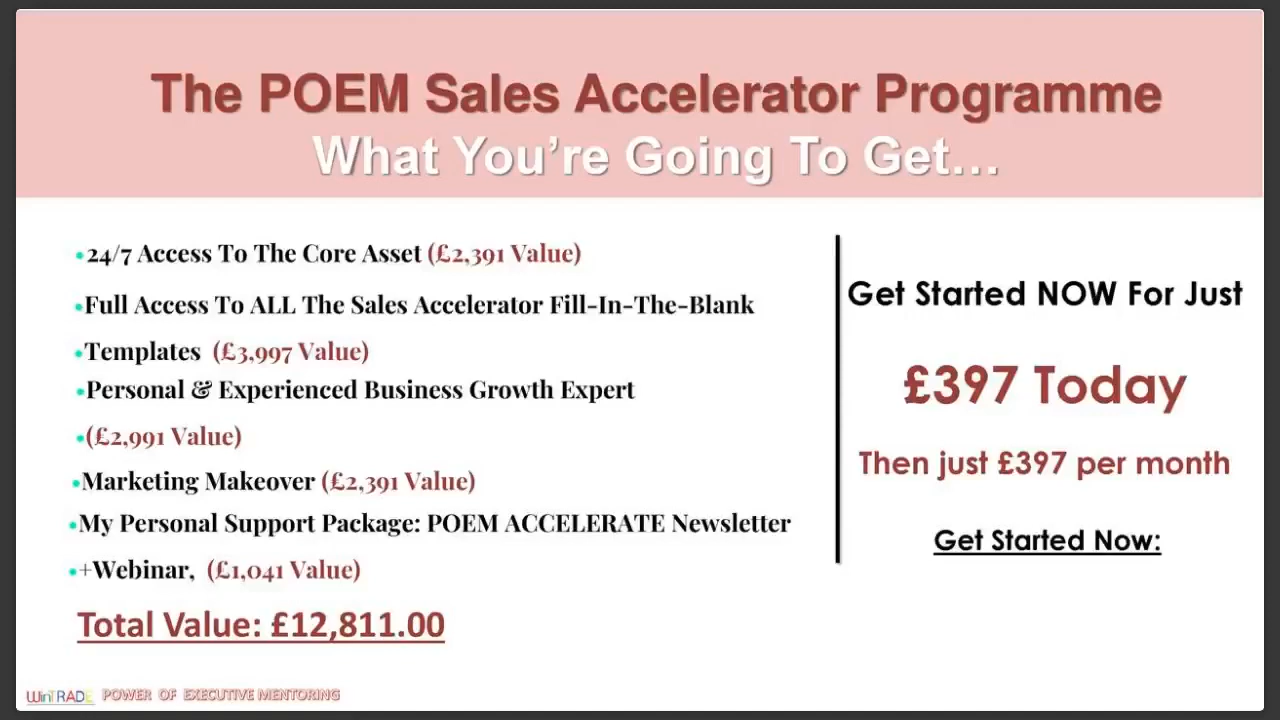 The POEM Sales Accelerator Programme
What You're Going To Get...
•24/7 Access To The Core Asset (£2,391 Value)
•Full Access To ALL The Sales Accelerator Fill-In-The-Blank
•Templates (£3,997 Value)
•Personal & Experienced Business Growth Expert
•(£2,991 Value)
•Marketing Makeover (£2,391 Value)
•My Personal Support Package: POEM ACCELERATE Newsletter
•+Webinar, (£1,041 Value)
Total Value: £12,811.00
Get Started NOW For Just
£397 Today
Then just £397 per month
Get Started Now:
WinTRADE POWER OF EXECUTIVE MENTORING